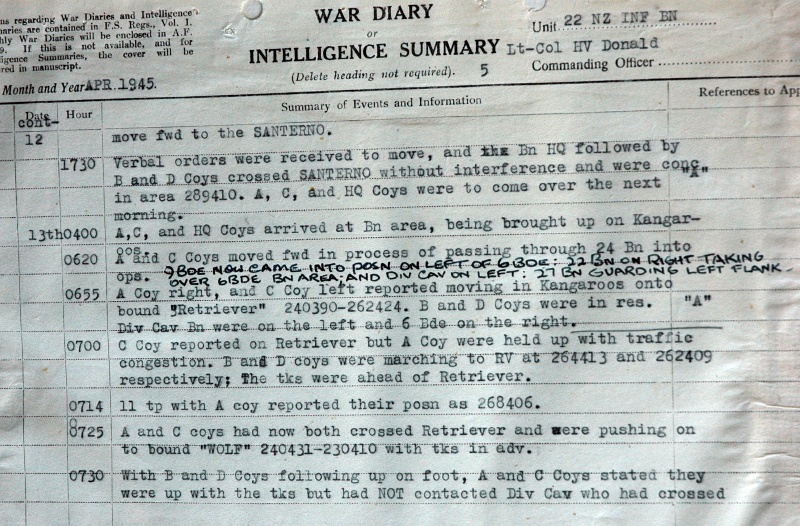 ns regarding War Diaries and Intelligence
naries are contained in F.S. Regs., Vol. I.
hly War Diaries will be enclosed in A.F.
9. If this is not available, and for
ligence Summaries, the cover will be
red in manuscript.
WAR DIARY
or
INTELLIGENCE SUMMARY
(Delete heading not required). 5
Unit 22 NZ INF BN
Lt-Col HV Donald
Commanding Officer
Month and Year APR.1945.
Date Hour Summary of Events and Information References to App
cont-
12 move fwd to the SANTERNO.
1730 Verbal orders were received to move, and the Bn HQ followed by
B and D Coys crossed SANTERNO without interference and were conc
in area 289410. A, C, and HQ Coys were to come over the next "A"
morning.
13th 0400 A,C, and HQ Coys arrived at Bn area, being brought up on Kangar-
oos
0620 A and C Coys moved fwd in process of passing through 24 Bn into
ops. 9 BDE NOW CAME INTO POSN ON LEFT OF 6 BDE: 22 BN ON RIGHT TAKING
OVER 6 BDE BN AREA; AND DIV CAV ON LEFT: 27 BN GUARDING LEFT FLANK.
0655 A Coy right, and C Coy left reported moving in Kangaroos onto
bound "Retriever" 240390-262424. B and D Coys were in res. "A"
Div Cav Bn were on the left and 6 Bde on the right.
0700 C Coy reported on Retriever but A Coy were held up with traffic
congestion. B and D coys were marching to RV at 264413 and 262409
respectively; The tks were ahead of Retriever.
0714 11 tp with A coy reported their posn as 268406.
0725 A and C coys had now both crossed Retriever and were pushing on
to bound "WOLF" 240431-230410 with tks in adv.
0730 With B and D Coys following up on foot, A and C Coys stated they
were up with the tks but had NOT contacted Div Cav who had crossed